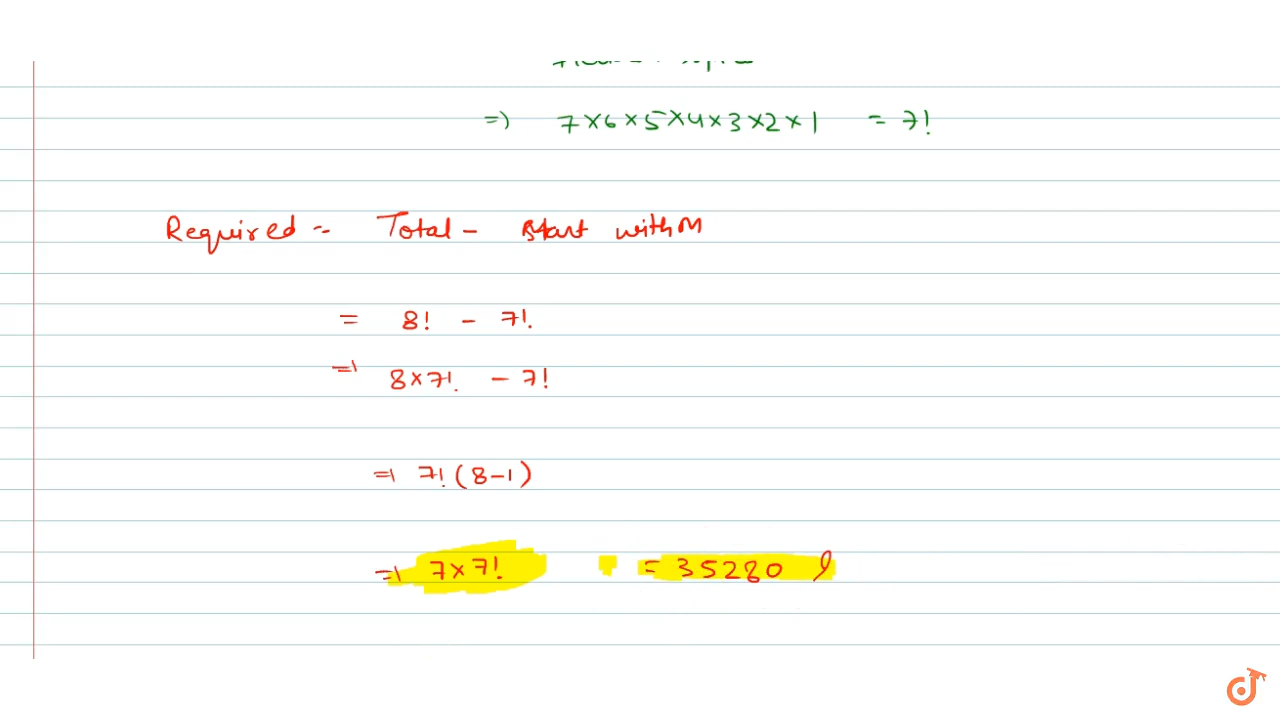 =) 7×6×5×4×3×2×1 = 7!
Required :- Total - Start with M
= 8! - 7!
=) 8×7! - 7!
=) 7! (8-1)
=) 7×7! = 35280